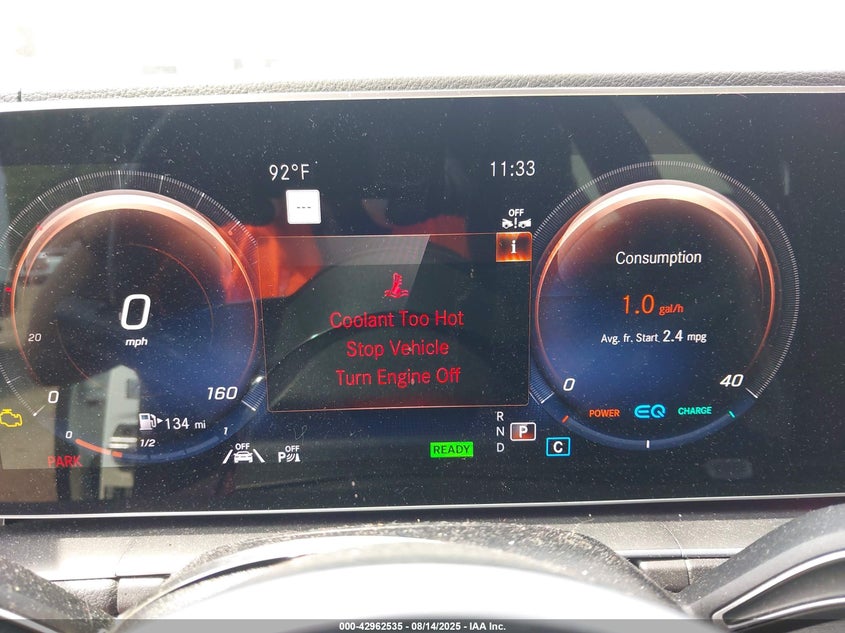 92°F
11:33
---
OFF
i
Coolant Too Hot
Stop Vehicle
Turn Engine Off
0
mph
20
0
160
134 mi
0
1/2
1
PARK
OFF
OFF
P
READY
R
N
P
D
C
Consumption
1.0 gal/h
Avg. fr. Start 2.4 mpg
0
40
POWER
EQ
CHARGE
000-42962535 - 08/14/2025 - IAA Inc.